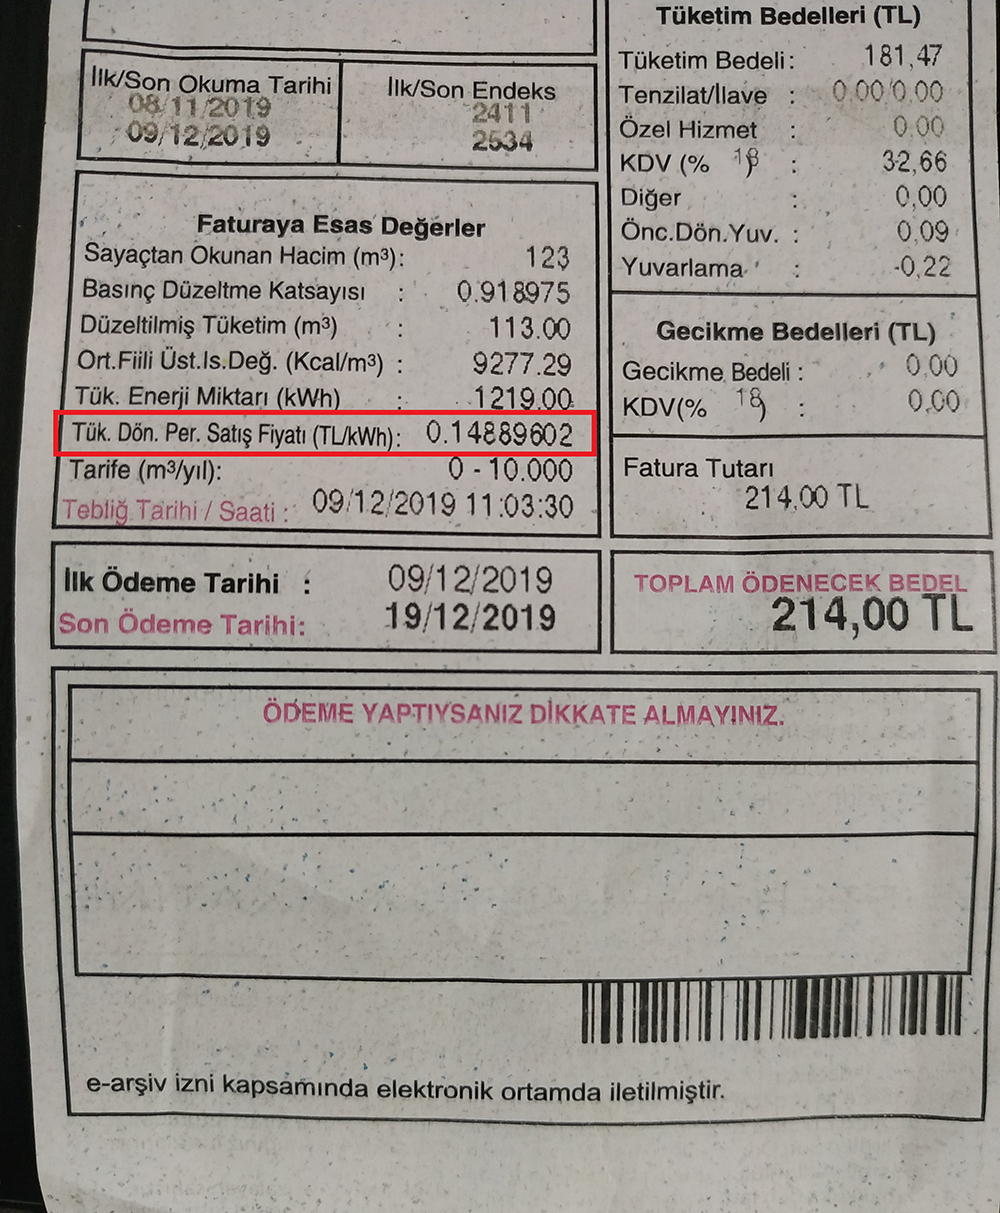 İlk/Son Okuma Tarihi
08/11/2019
09/12/2019
İlk/Son Endeks
2411
2534
Faturaya Esas Değerler
Sayaçtan Okunan Hacim (m³): 123
Basınç Düzeltme Katsayısı : 0.918975
Düzeltilmiş Tüketim (m³) : 113.00
Ort.Fiili Üst.Is.Değ. (Kcal/m³) : 9277.29
Tük. Enerji Miktarı (kWh) : 1219.00
Tük. Dön. Per. Satış Fiyatı (TL/kWh): 0.14889602
Tarife (m³/yıl): 0 - 10.000
Tebliğ Tarihi / Saati : 09/12/2019 11:03:30
İlk Ödeme Tarihi : 09/12/2019
Son Ödeme Tarihi: 19/12/2019
Tüketim Bedelleri (TL)
Tüketim Bedeli: 181,47
Tenzilat/İlave : 0,00/0,00
Özel Hizmet : 0,00
KDV (% 18) : 32,66
Diğer : 0,00
Önc.Dön.Yuv. : 0,09
Yuvarlama : -0,22
Gecikme Bedelleri (TL)
Gecikme Bedeli : 0,00
KDV(% 18) : 0,00
Fatura Tutarı
214,00 TL
TOPLAM ÖDENECEK BEDEL
214,00 TL
ÖDEME YAPTIYSANIZ DİKKATE ALMAYINIZ.
e-arşiv izni kapsamında elektronik ortamda iletilmiştir.